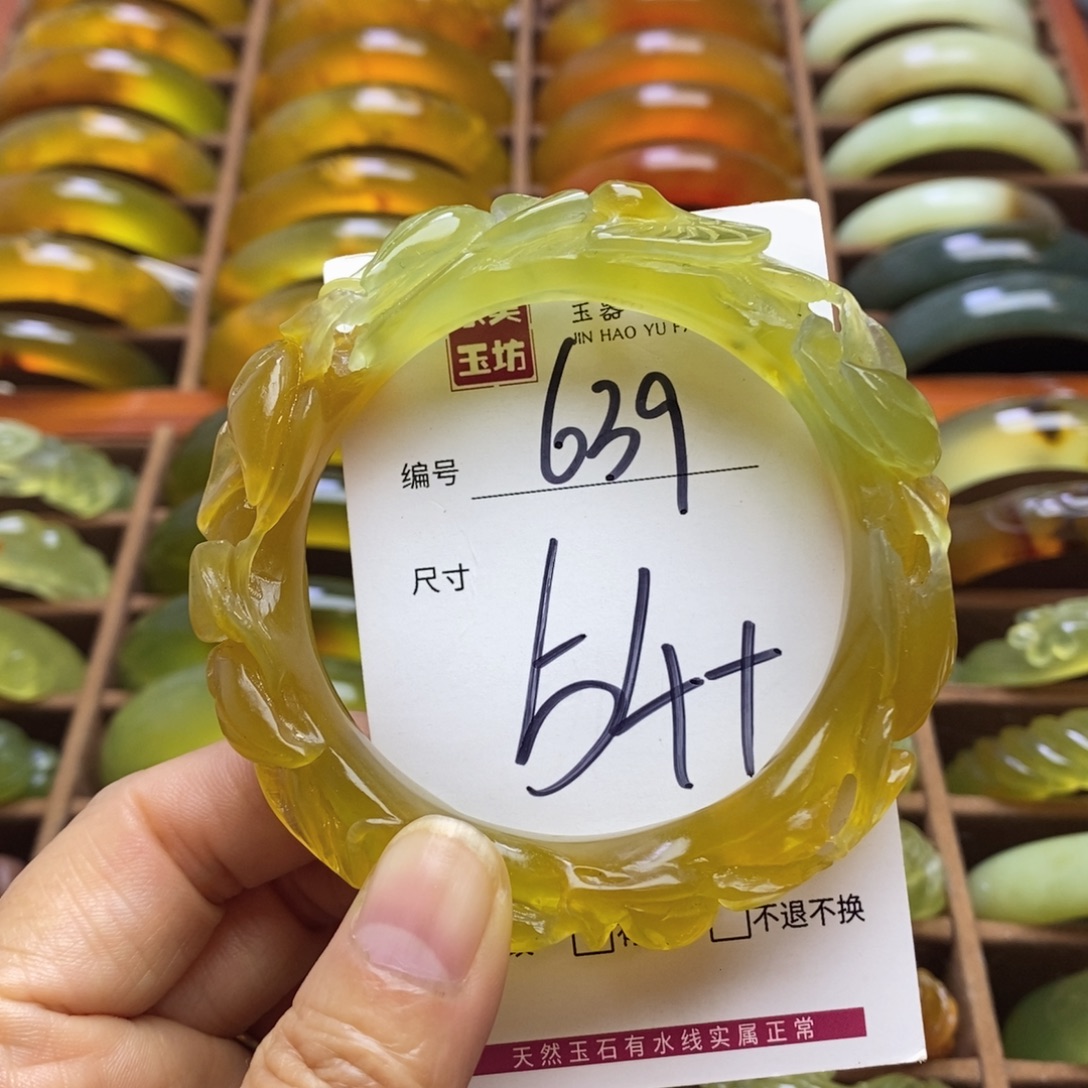 玉坊
玉器
JIN HAO YU
编号 639
尺寸 54+
不退不换
天然玉石有水线实属正常